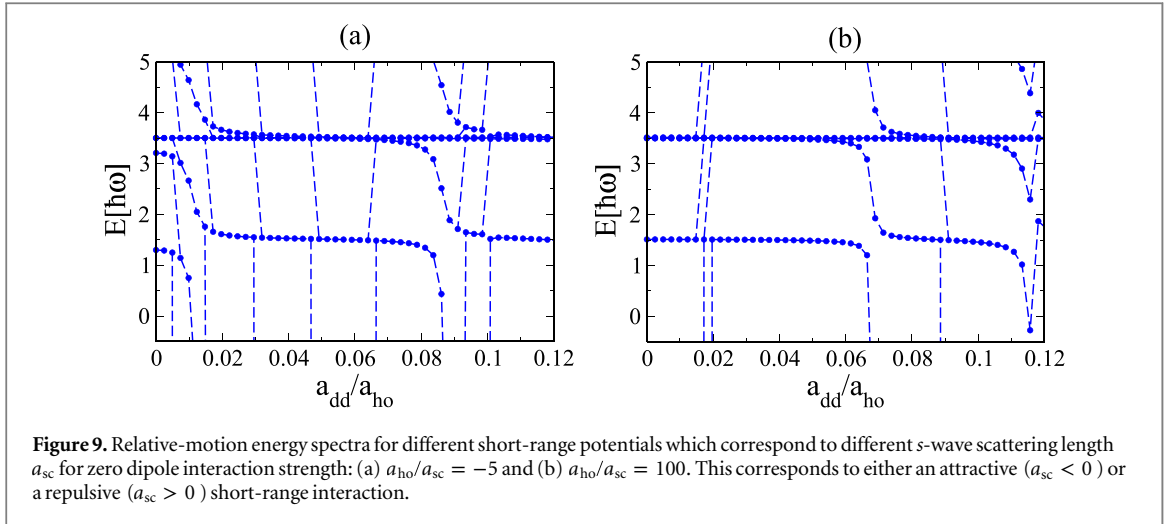 (a)
(b)
5
4
3
2
1
0
E[ħω]
0 0.02 0.04 0.06 0.08 0.1 0.12
a_dd/a_ho
5
4
3
2
1
0
E[ħω]
0 0.02 0.04 0.06 0.08 0.1 0.12
a_dd/a_ho
Figure 9. Relative-motion energy spectra for different short-range potentials which correspond to different s-wave scattering length
a_sc for zero dipole interaction strength: (a) a_ho/a_sc = −5 and (b) a_ho/a_sc = 100. This corresponds to either an attractive (a_sc < 0 ) or
a repulsive (a_sc > 0 ) short-range interaction.